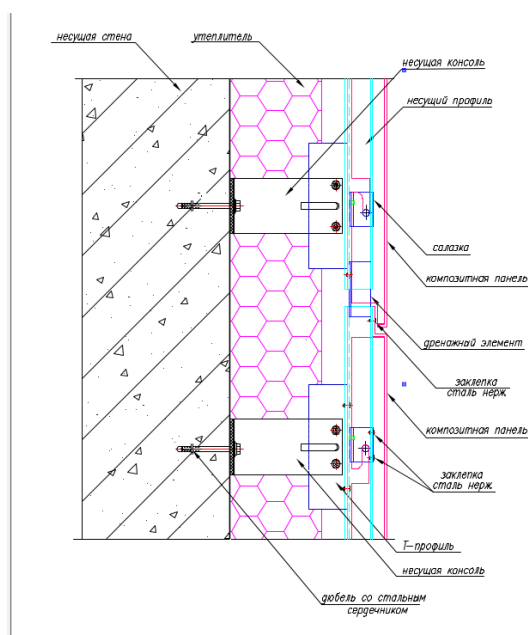 несущая стена
утеплитель
несущая консоль
несущий профиль
салазка
композитная панель
дренажный элемент
заклепка
сталь нерж
композитная панель
заклепка
сталь нерж
Т-профиль
несущая консоль
дюбель со стальным
сердечником